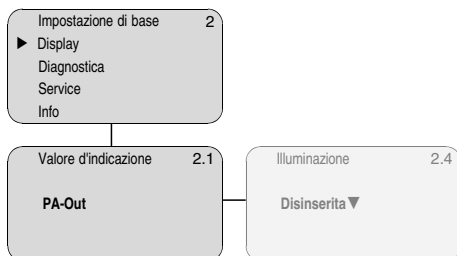 Impostazione di base 2
▶ Display
Diagnostica
Service
Info
Valore d'indicazione 2.1
PA-Out
Illuminazione 2.4
Disinserita▼